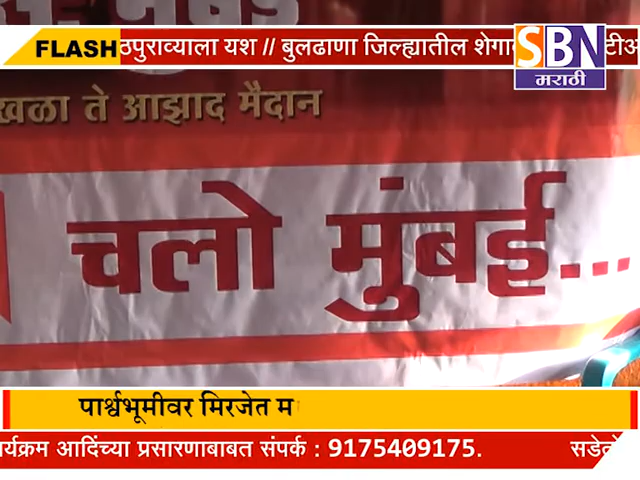 FLASH ठपुराव्याला यश // बुलढाणा जिल्ह्यातील शेगा
SBN
मराठी
खळा ते आझाद मैदान
चलो मुंबई...
पार्श्वभूमीवर मिरजेत म
र्यक्रम आदिंच्या प्रसारणाबाबत संपर्क : 9175409175. सडेतो